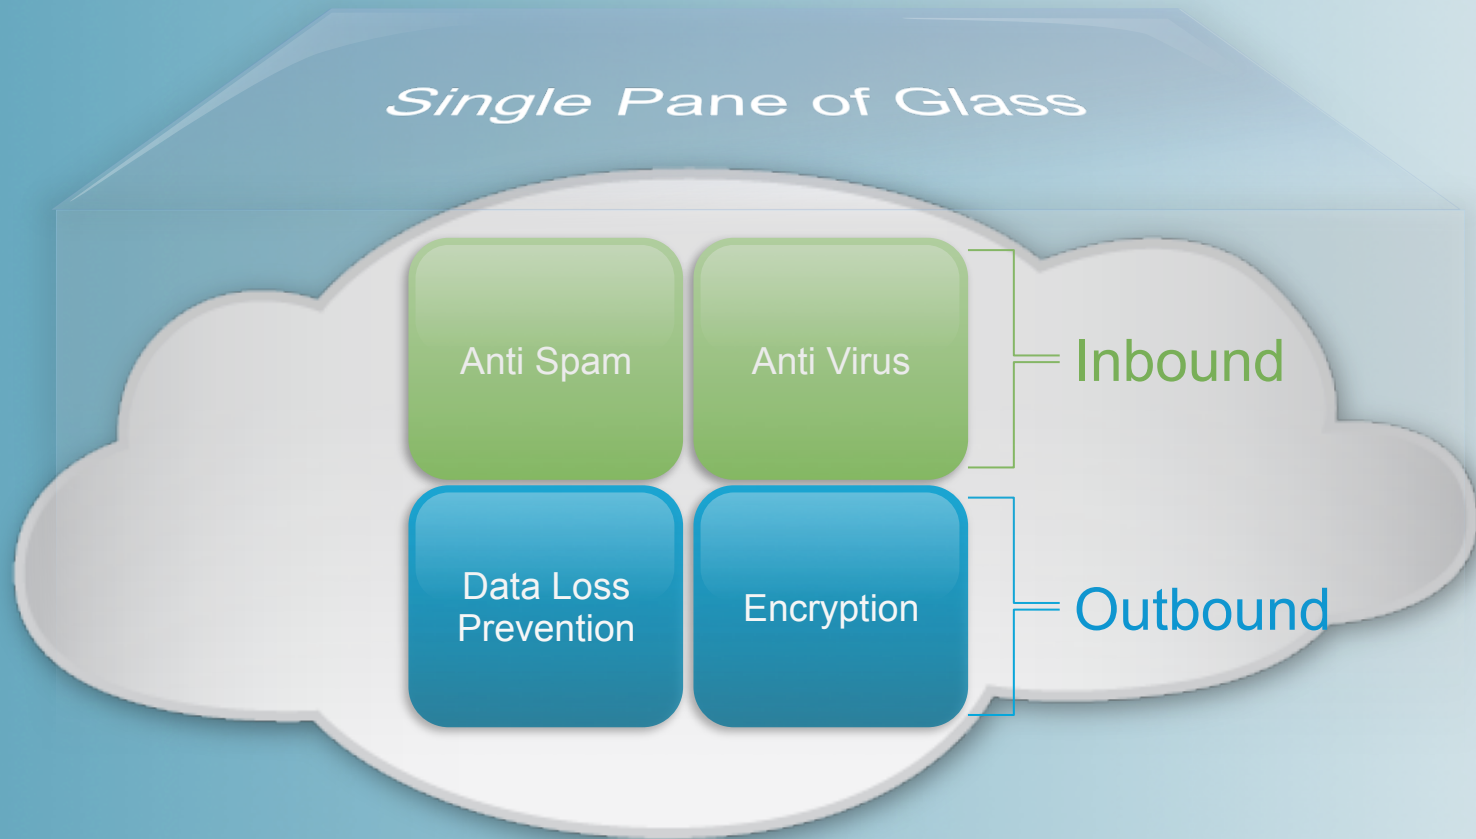 Single Pane of Glass
Anti Spam
Anti Virus
Inbound
Data Loss
Prevention
Encryption
Outbound